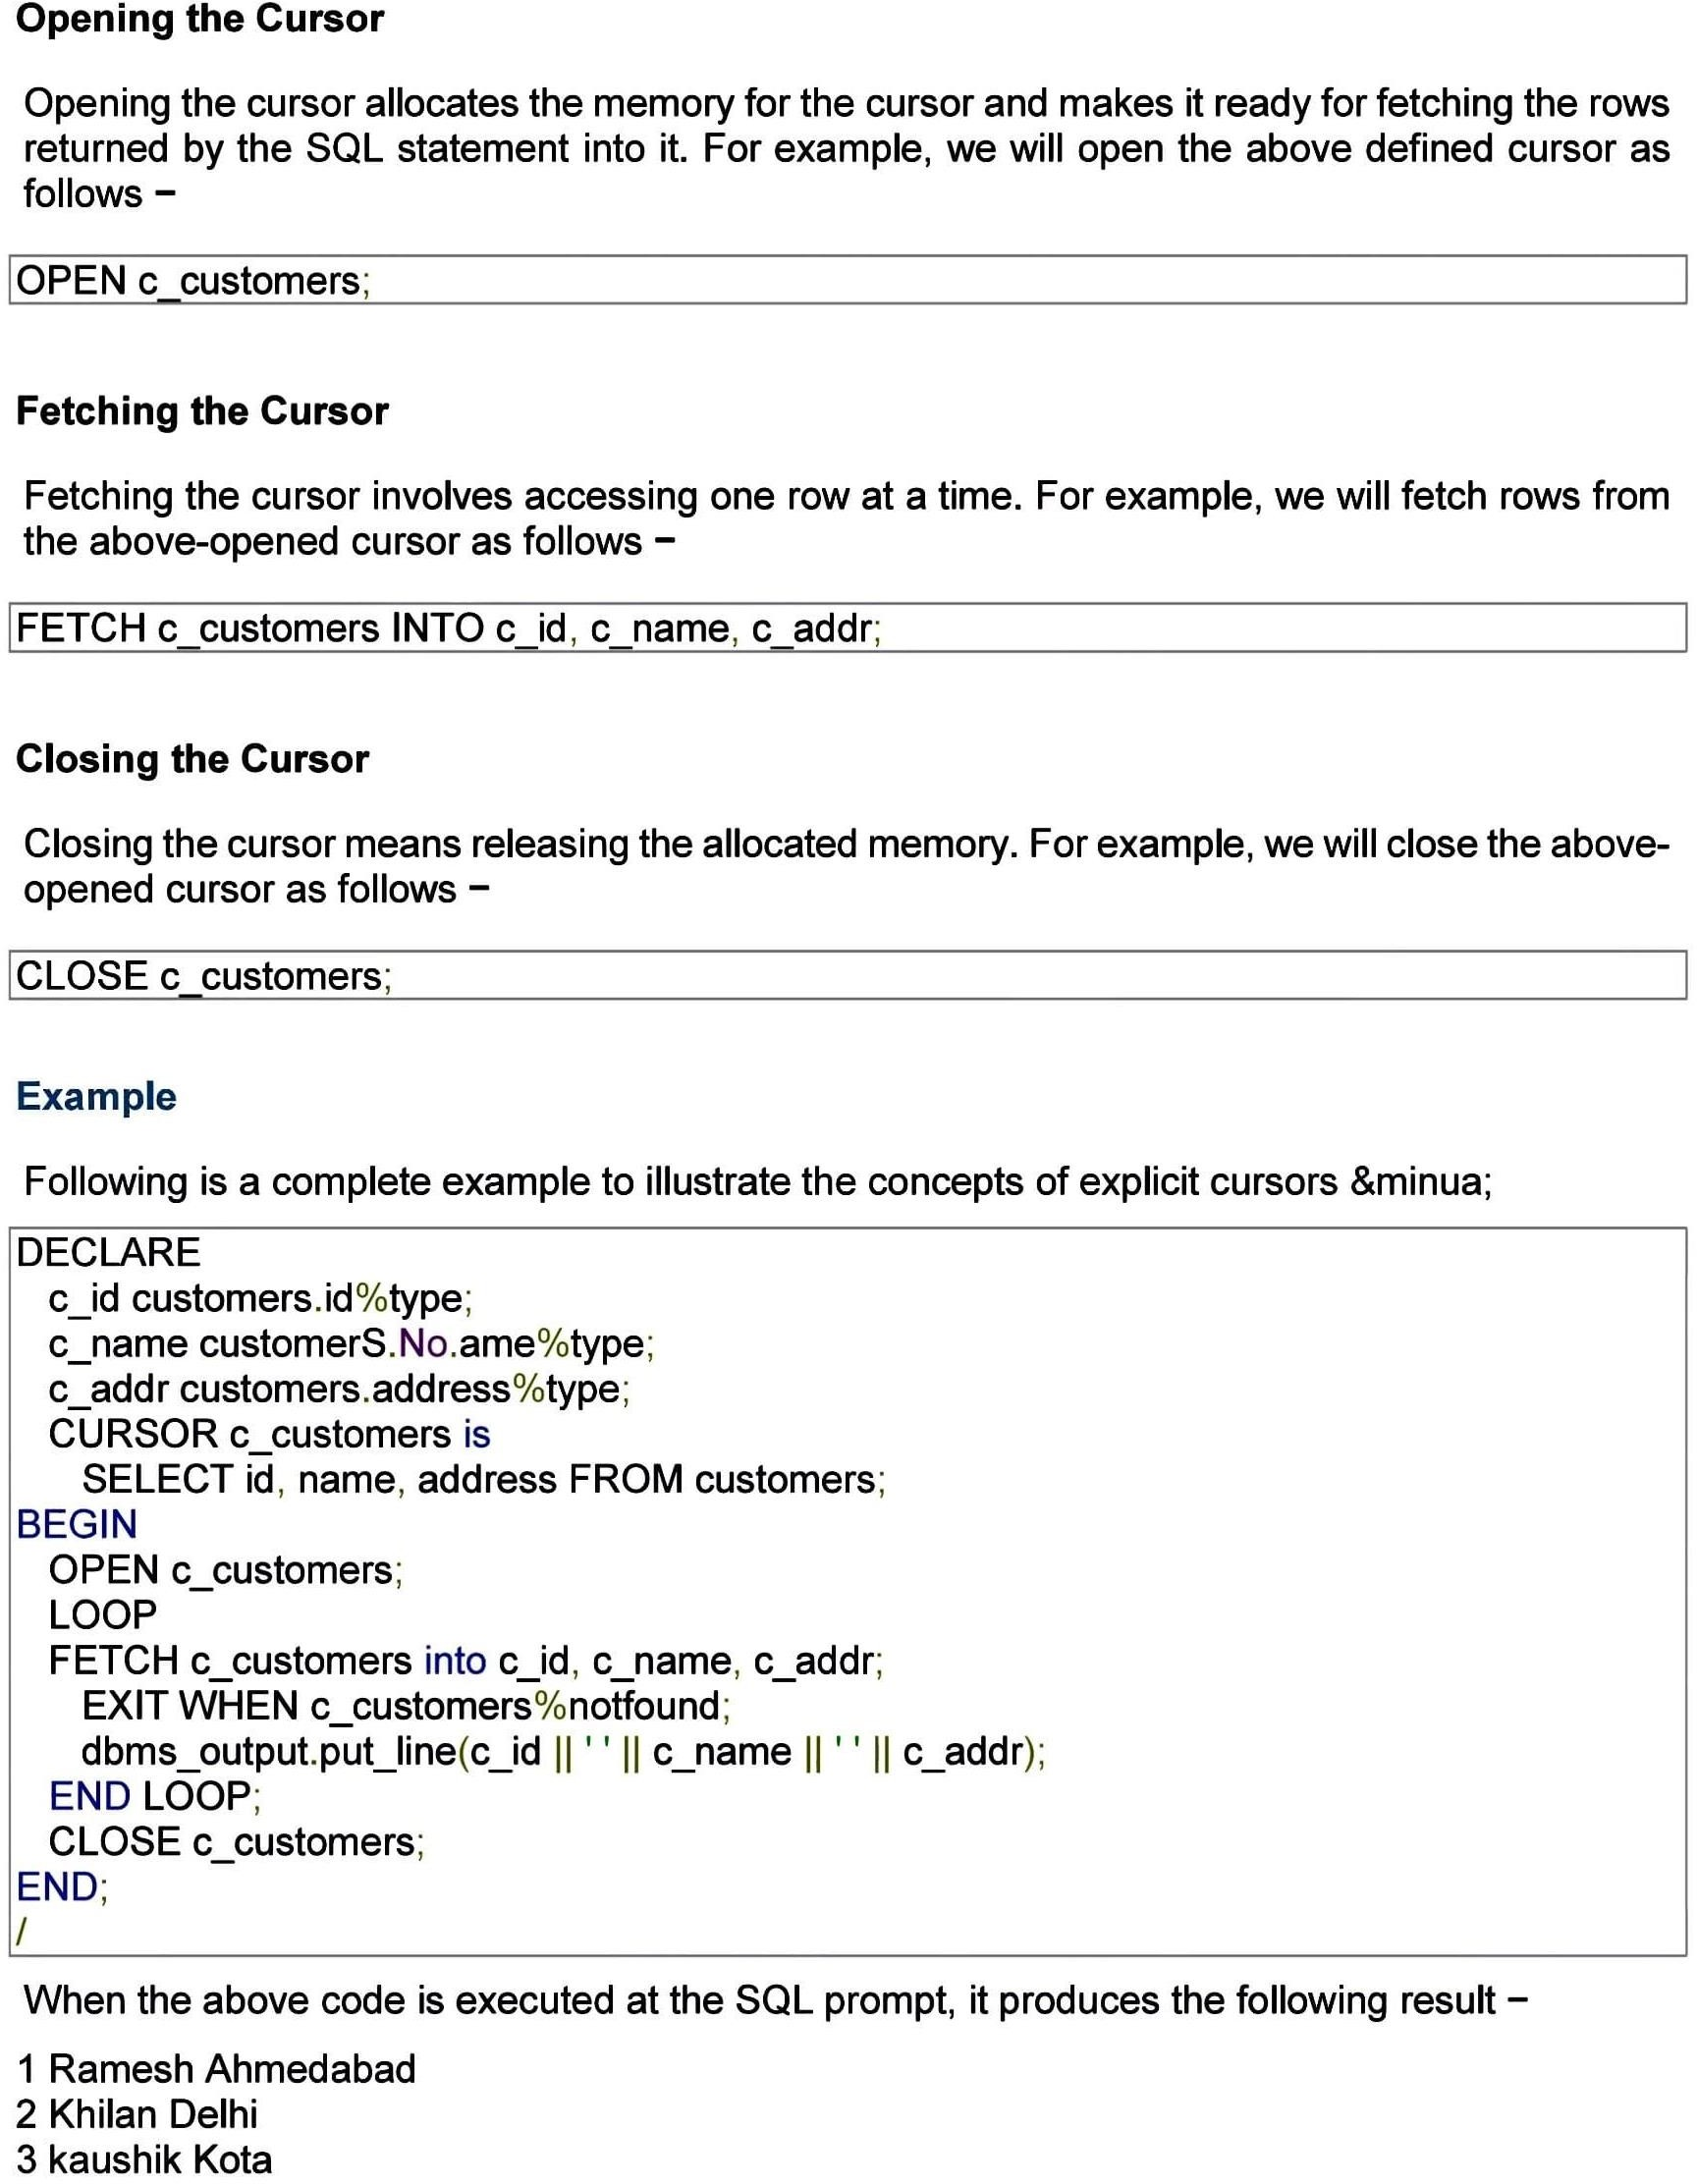 Opening the Cursor
Opening the cursor allocates the memory for the cursor and makes it ready for fetching the rows
returned by the SQL statement into it. For example, we will open the above defined cursor as
follows −
OPEN c_customers;
Fetching the Cursor
Fetching the cursor involves accessing one row at a time. For example, we will fetch rows from
the above-opened cursor as follows −
FETCH c_customers INTO c_id, c_name, c_addr;
Closing the Cursor
Closing the cursor means releasing the allocated memory. For example, we will close the above-
opened cursor as follows −
CLOSE c_customers;
Example
Following is a complete example to illustrate the concepts of explicit cursors &minua;
DECLARE
c_id customers.id%type;
c_name customerS.No.ame%type;
c_addr customers.address%type;
CURSOR c_customers is
SELECT id, name, address FROM customers;
BEGIN
OPEN c_customers;
LOOP
FETCH c_customers into c_id, c_name, c_addr;
EXIT WHEN c_customers%notfound;
dbms_output.put_line(c_id || ' ' || c_name || ' ' || c_addr);
END LOOP;
CLOSE c_customers;
END;
/
When the above code is executed at the SQL prompt, it produces the following result −
1 Ramesh Ahmedabad
2 Khilan Delhi
3 kaushik Kota